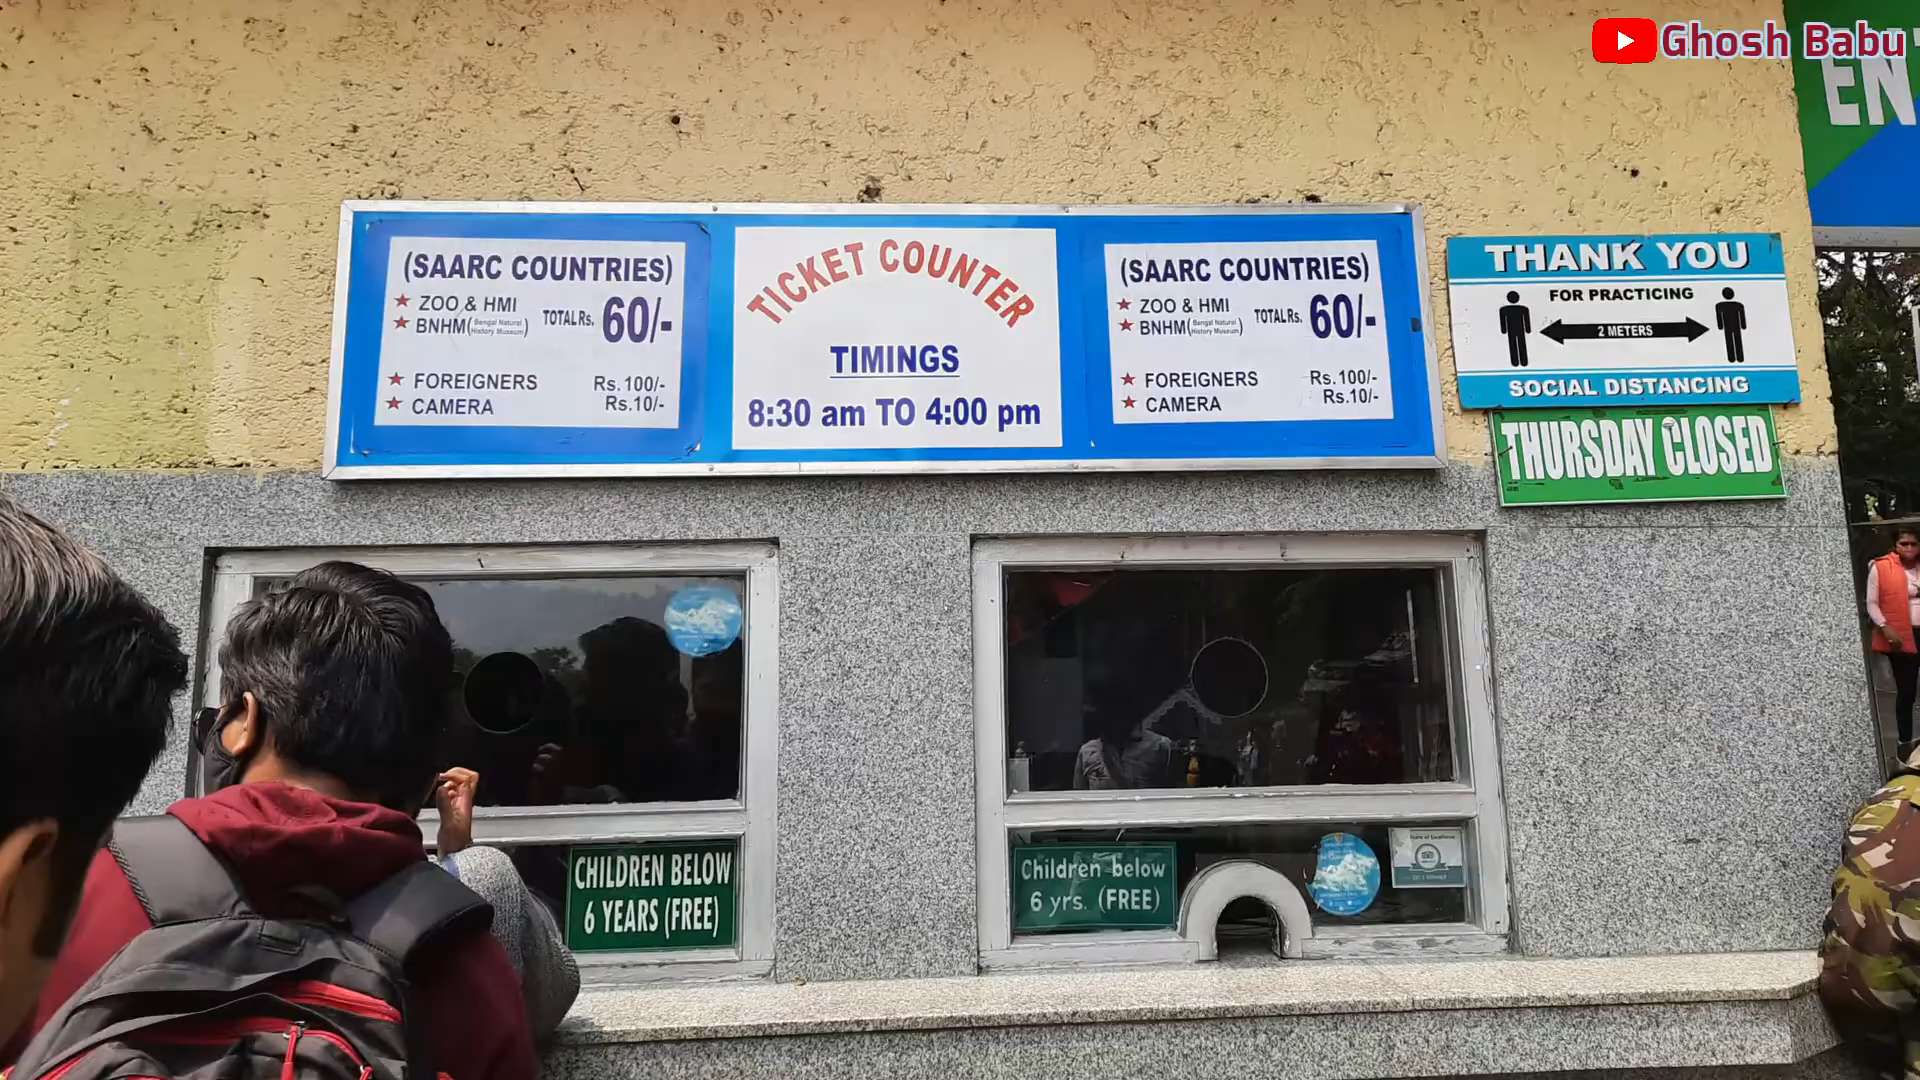 Ghosh Babu
EN
(SAARC COUNTRIES)
★ ZOO & HMI
★ BNHM (Bengal Natural History Museum)
TOTAL Rs. 60/-
★ FOREIGNERS Rs.100/-
★ CAMERA Rs.10/-
TICKET COUNTER
TIMINGS
8:30 am TO 4:00 pm
(SAARC COUNTRIES)
★ ZOO & HMI
★ BNHM (Bengal Natural History Museum)
TOTAL Rs. 60/-
★ FOREIGNERS Rs.100/-
★ CAMERA Rs.10/-
THANK YOU
FOR PRACTICING
2 METERS
SOCIAL DISTANCING
THURSDAY CLOSED
CHILDREN BELOW
6 YEARS (FREE)
Children below
6 yrs. (FREE)